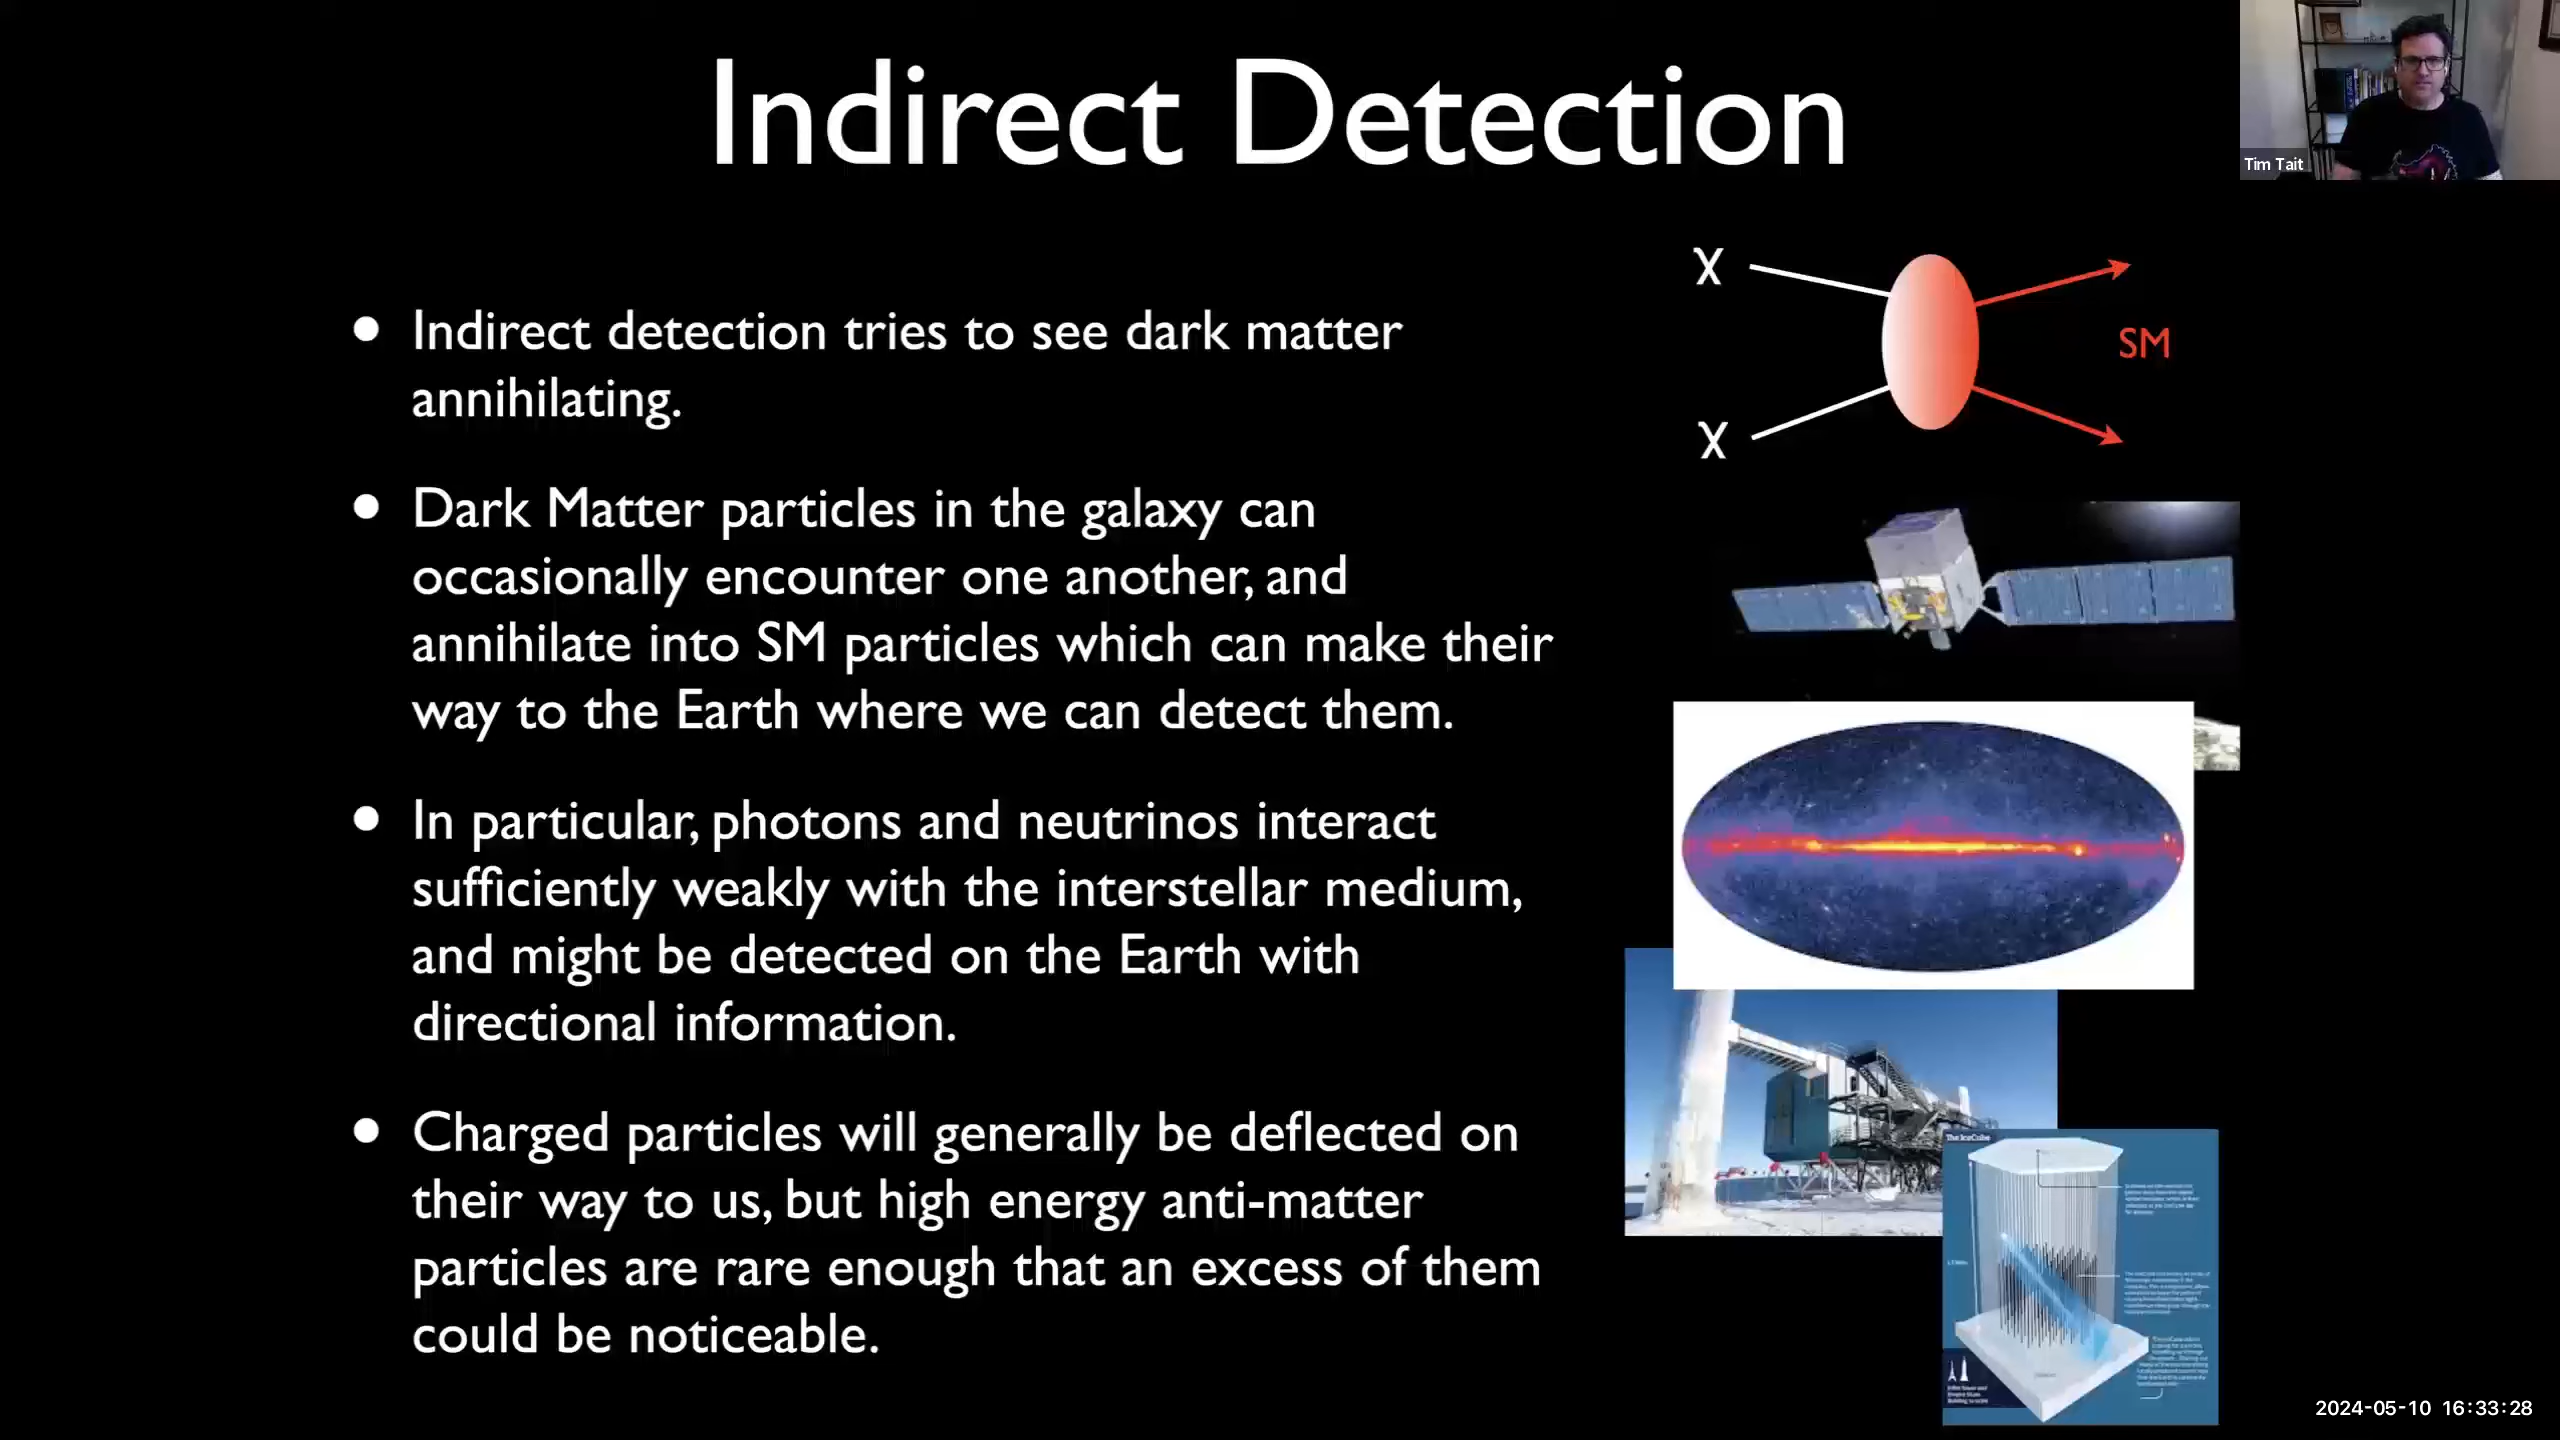 Indirect Detection
Tim Tait
• Indirect detection tries to see dark matter
annihilating.
• Dark Matter particles in the galaxy can
occasionally encounter one another, and
annihilate into SM particles which can make their
way to the Earth where we can detect them.
• In particular, photons and neutrinos interact
sufficiently weakly with the interstellar medium,
and might be detected on the Earth with
directional information.
• Charged particles will generally be deflected on
their way to us, but high energy anti-matter
particles are rare enough that an excess of them
could be noticeable.
χ
SM
χ
The IceCube
2024-05-10 16:33:28